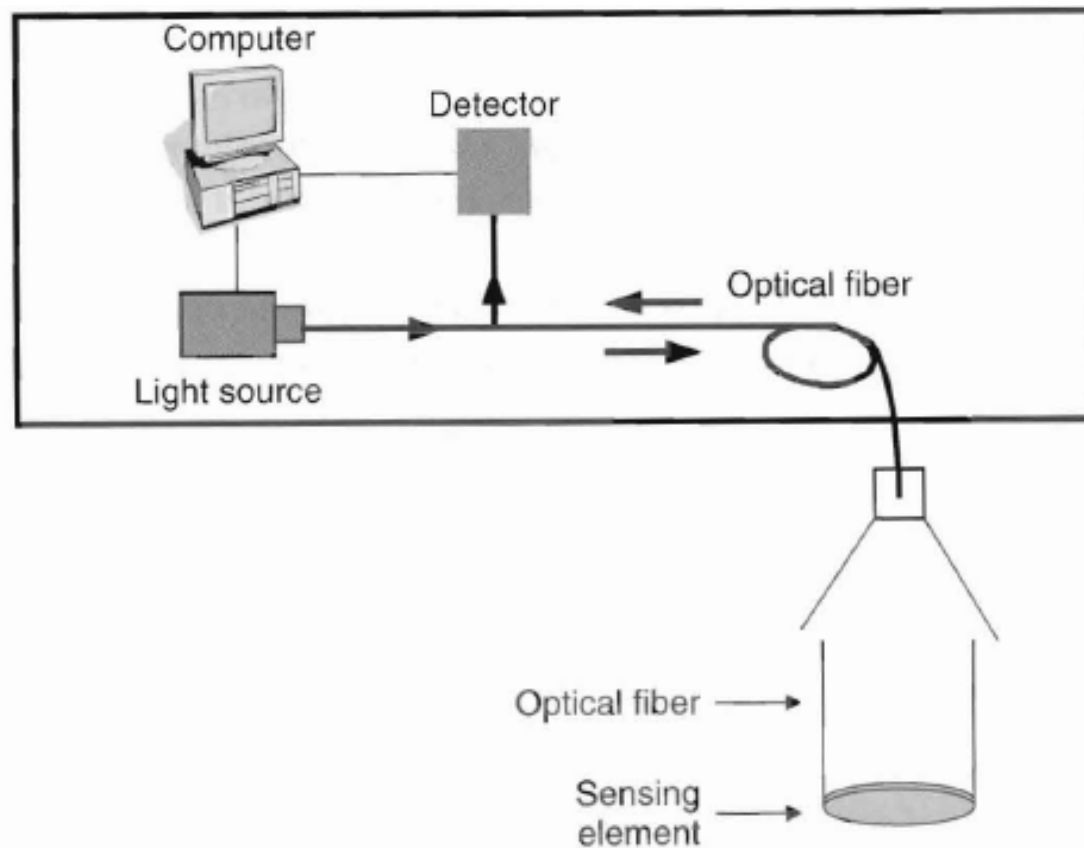 Computer
Detector
Optical fiber
Light source
Optical fiber
Sensing
element